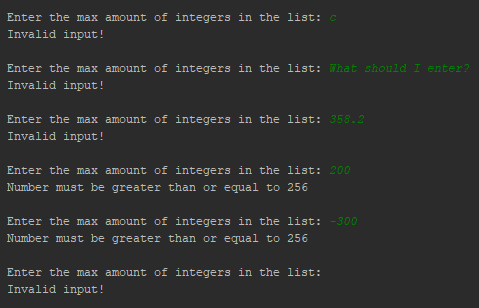 Enter the max amount of integers in the list: c
Invalid input!
Enter the max amount of integers in the list: What should I enter?
Invalid input!
Enter the max amount of integers in the list: 358.2
Invalid input!
Enter the max amount of integers in the list: 200
Number must be greater than or equal to 256
Enter the max amount of integers in the list: -300
Number must be greater than or equal to 256
Enter the max amount of integers in the list:
Invalid input!